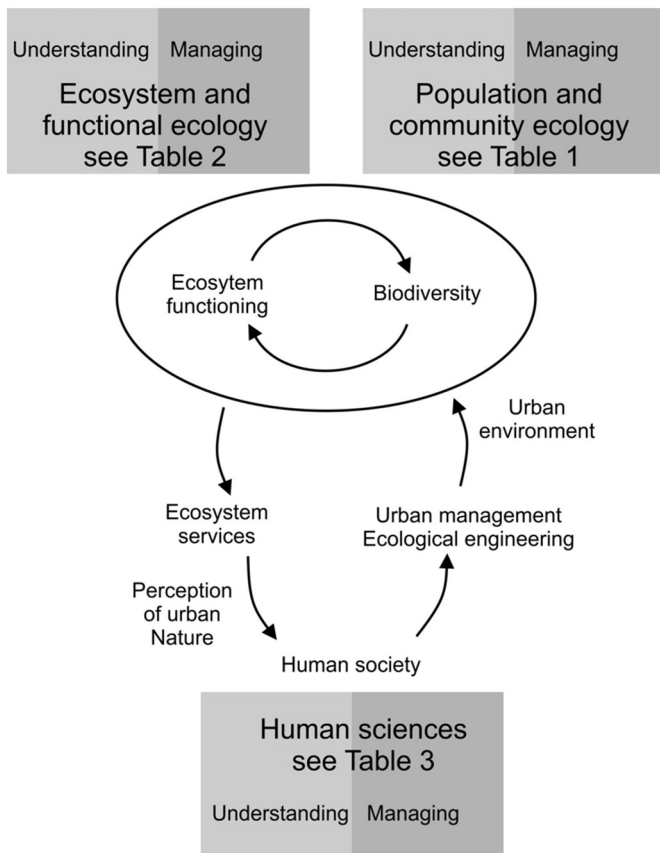 Understanding Managing
Ecosystem and
functional ecology
see Table 2
Understanding Managing
Population and
community ecology
see Table 1
Ecosytem
functioning
Biodiversity
Urban
environment
Ecosystem
services
Urban management
Ecological engineering
Perception
of urban
Nature
Human society
Human sciences
see Table 3
Understanding Managing